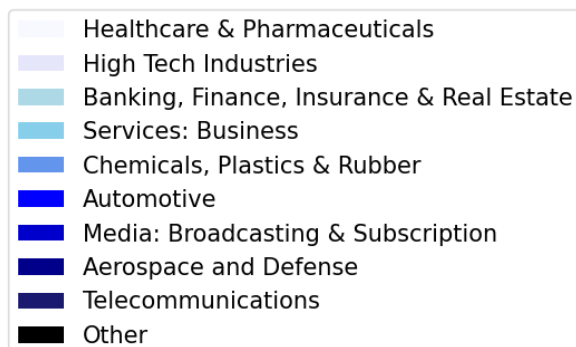 Healthcare & Pharmaceuticals
High Tech Industries
Banking, Finance, Insurance & Real Estate
Services: Business
Chemicals, Plastics & Rubber
Automotive
Media: Broadcasting & Subscription
Aerospace and Defense
Telecommunications
Other